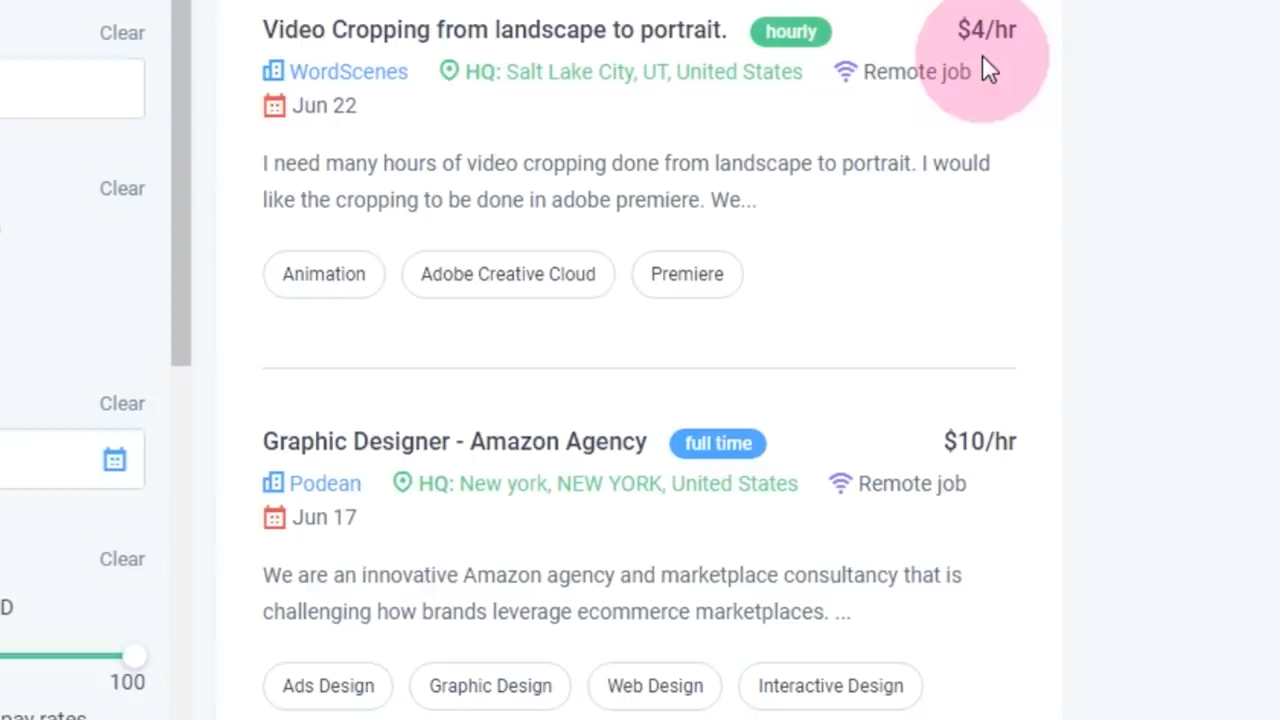 Clear
Video Cropping from landscape to portrait. hourly $4/hr
WordScenes HQ: Salt Lake City, UT, United States Remote job
Jun 22
I need many hours of video cropping done from landscape to portrait. I would
like the cropping to be done in adobe premiere. We...
Clear
Animation Adobe Creative Cloud Premiere
Clear
Graphic Designer - Amazon Agency full time $10/hr
Podean HQ: New york, NEW YORK, United States Remote job
Jun 17
Clear
We are an innovative Amazon agency and marketplace consultancy that is
challenging how brands leverage ecommerce marketplaces. ...
D
100
Ads Design Graphic Design Web Design Interactive Design
pay rates